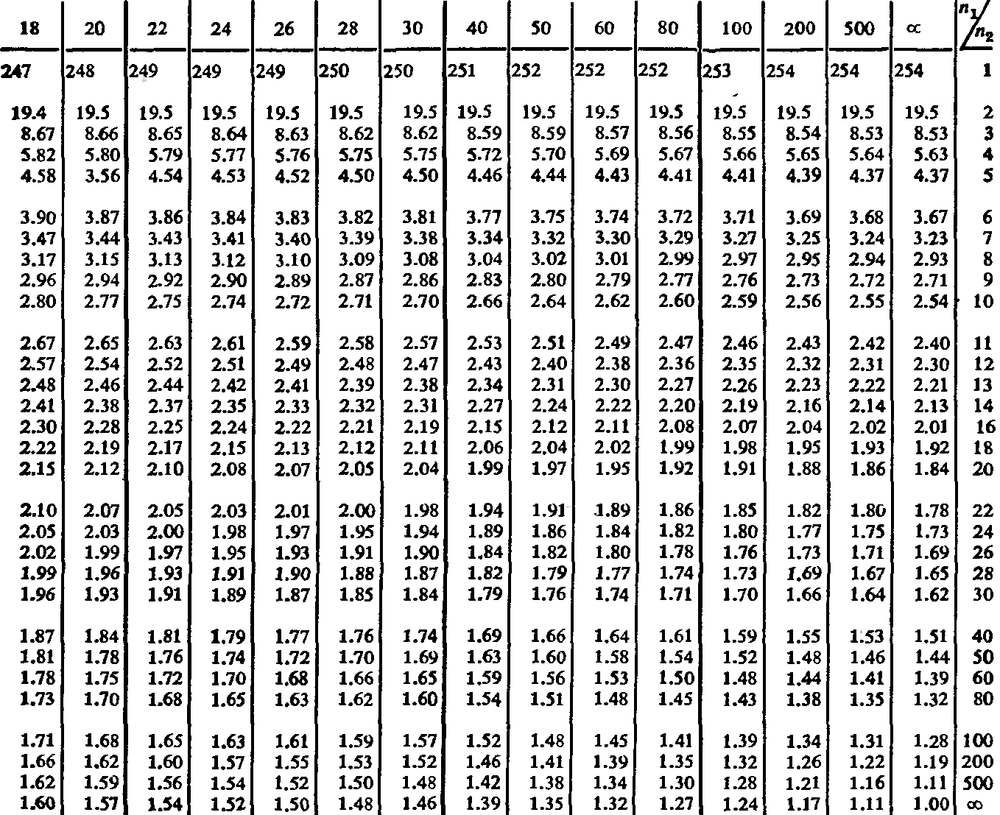 18 20 22 24 26 28 30 40 50 60 80 100 200 500 ∝ n₁/n₂
247 248 249 249 249 250 250 251 252 252 252 253 254 254 254 1
19.4 19.5 19.5 19.5 19.5 19.5 19.5 19.5 19.5 19.5 19.5 19.5 19.5 19.5 19.5 2
8.67 8.66 8.65 8.64 8.63 8.62 8.62 8.59 8.59 8.57 8.56 8.55 8.54 8.53 8.53 3
5.82 5.80 5.79 5.77 5.76 5.75 5.75 5.72 5.70 5.69 5.67 5.66 5.65 5.64 5.63 4
4.58 3.56 4.54 4.53 4.52 4.50 4.50 4.46 4.44 4.43 4.41 4.41 4.39 4.37 4.37 5
3.90 3.87 3.86 3.84 3.83 3.82 3.81 3.77 3.75 3.74 3.72 3.71 3.69 3.68 3.67 6
3.47 3.44 3.43 3.41 3.40 3.39 3.38 3.34 3.32 3.30 3.29 3.27 3.25 3.24 3.23 7
3.17 3.15 3.13 3.12 3.10 3.09 3.08 3.04 3.02 3.01 2.99 2.97 2.95 2.94 2.93 8
2.96 2.94 2.92 2.90 2.89 2.87 2.86 2.83 2.80 2.79 2.77 2.76 2.73 2.72 2.71 9
2.80 2.77 2.75 2.74 2.72 2.71 2.70 2.66 2.64 2.62 2.60 2.59 2.56 2.55 2.54 10
2.67 2.65 2.63 2.61 2.59 2.58 2.57 2.53 2.51 2.49 2.47 2.46 2.43 2.42 2.40 11
2.57 2.54 2.52 2.51 2.49 2.48 2.47 2.43 2.40 2.38 2.36 2.35 2.32 2.31 2.30 12
2.48 2.46 2.44 2.42 2.41 2.39 2.38 2.34 2.31 2.30 2.27 2.26 2.23 2.22 2.21 13
2.41 2.38 2.37 2.35 2.33 2.32 2.31 2.27 2.24 2.22 2.20 2.19 2.16 2.14 2.13 14
2.30 2.28 2.25 2.24 2.22 2.21 2.19 2.15 2.12 2.11 2.08 2.07 2.04 2.02 2.01 16
2.22 2.19 2.17 2.15 2.13 2.12 2.11 2.06 2.04 2.02 1.99 1.98 1.95 1.93 1.92 18
2.15 2.12 2.10 2.08 2.07 2.05 2.04 1.99 1.97 1.95 1.92 1.91 1.88 1.86 1.84 20
2.10 2.07 2.05 2.03 2.01 2.00 1.98 1.94 1.91 1.89 1.86 1.85 1.82 1.80 1.78 22
2.05 2.03 2.00 1.98 1.97 1.95 1.94 1.89 1.86 1.84 1.82 1.80 1.77 1.75 1.73 24
2.02 1.99 1.97 1.95 1.93 1.91 1.90 1.84 1.82 1.80 1.78 1.76 1.73 1.71 1.69 26
1.99 1.96 1.93 1.91 1.90 1.88 1.87 1.82 1.79 1.77 1.74 1.73 1.69 1.67 1.65 28
1.96 1.93 1.91 1.89 1.87 1.85 1.84 1.79 1.76 1.74 1.71 1.70 1.66 1.64 1.62 30
1.87 1.84 1.81 1.79 1.77 1.76 1.74 1.69 1.66 1.64 1.61 1.59 1.55 1.53 1.51 40
1.81 1.78 1.76 1.74 1.72 1.70 1.69 1.63 1.60 1.58 1.54 1.52 1.48 1.46 1.44 50
1.78 1.75 1.72 1.70 1.68 1.66 1.65 1.59 1.56 1.53 1.50 1.48 1.44 1.41 1.39 60
1.73 1.70 1.68 1.65 1.63 1.62 1.60 1.54 1.51 1.48 1.45 1.43 1.38 1.35 1.32 80
1.71 1.68 1.65 1.63 1.61 1.59 1.57 1.52 1.48 1.45 1.41 1.39 1.34 1.31 1.28 100
1.66 1.62 1.60 1.57 1.55 1.53 1.52 1.46 1.41 1.39 1.35 1.32 1.26 1.22 1.19 200
1.62 1.59 1.56 1.54 1.52 1.50 1.48 1.42 1.38 1.34 1.30 1.28 1.21 1.16 1.11 500
1.60 1.57 1.54 1.52 1.50 1.48 1.46 1.39 1.35 1.32 1.27 1.24 1.17 1.11 1.00 ∞